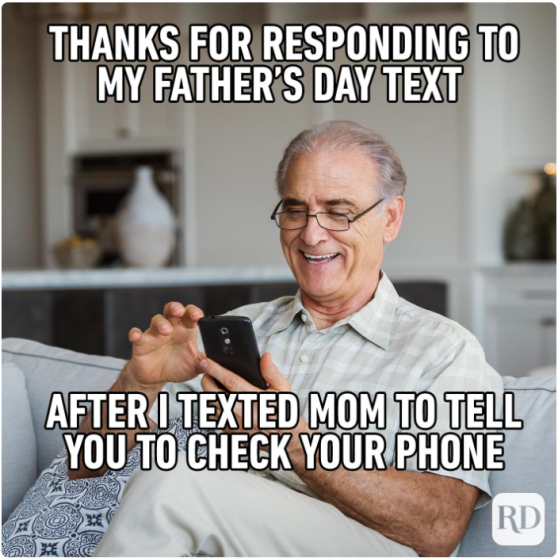 THANKS FOR RESPONDING TO
MY FATHER'S DAY TEXT
AFTER I TEXTED MOM TO TELL
YOU TO CHECK YOUR PHONE
RD